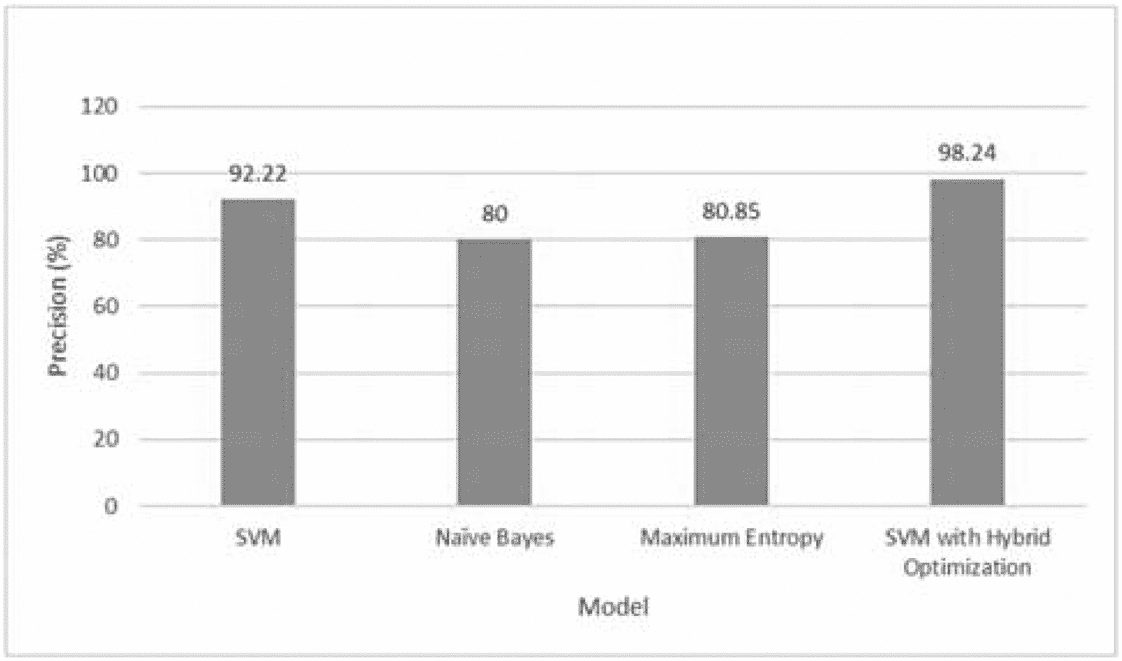 120
100
80
60
40
20
0
Precision (%)
92.22
80
80.85
98.24
SVM
Naïve Bayes
Maximum Entropy
SVM with Hybrid
Optimization
Model